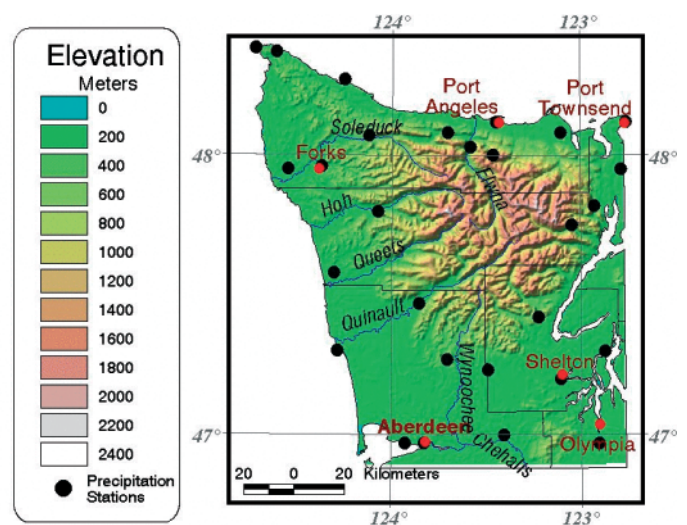 Elevation
Meters
0
200
400
600
800
1000
1200
1400
1600
1800
2000
2200
2400
Precipitation
Stations
124°
123°
48°
48°
47°
47°
124°
123°
Port
Angeles
Port
Townsend
Soleduck
Forks
Elwha
Hoh
Queets
Quinault
Wynoochee
Shelton
Aberdeen
Chehalis
Olympia
20 0 20 Kilometers